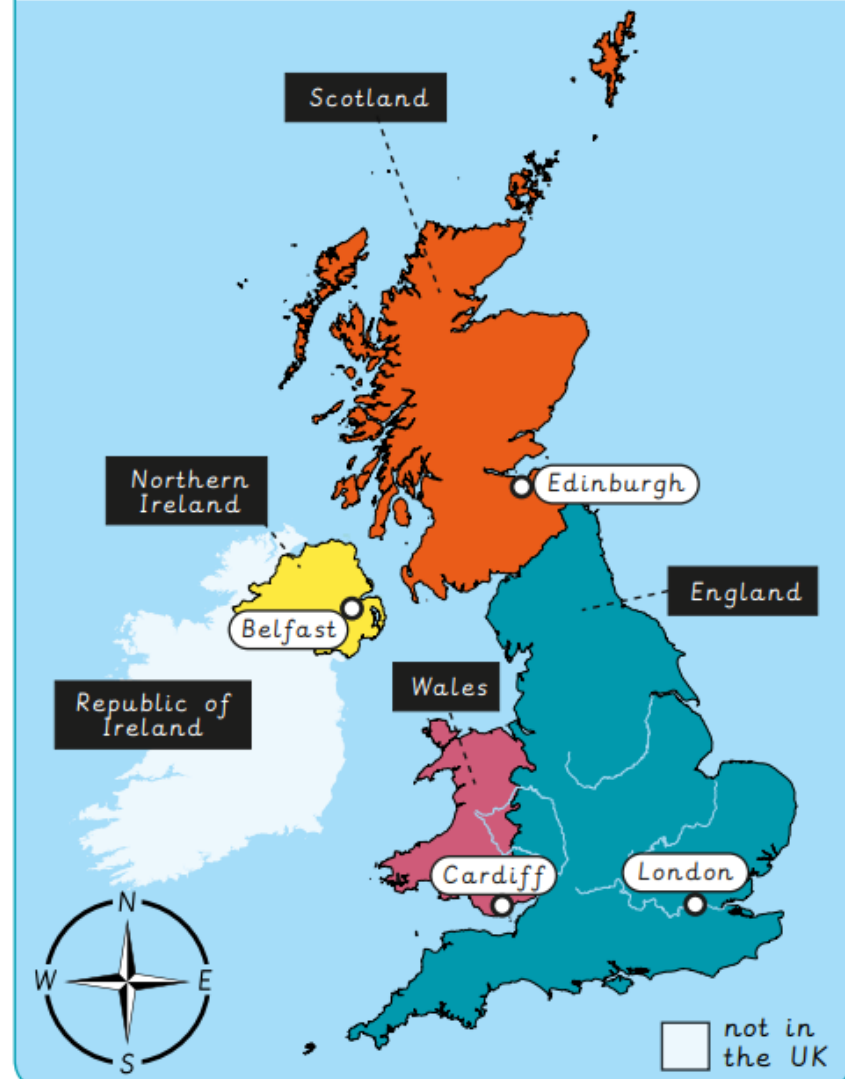 Scotland
Northern
Ireland
Edinburgh
England
Belfast
Wales
Republic of
Ireland
Cardiff
London
N
W
E
S
not in
the UK